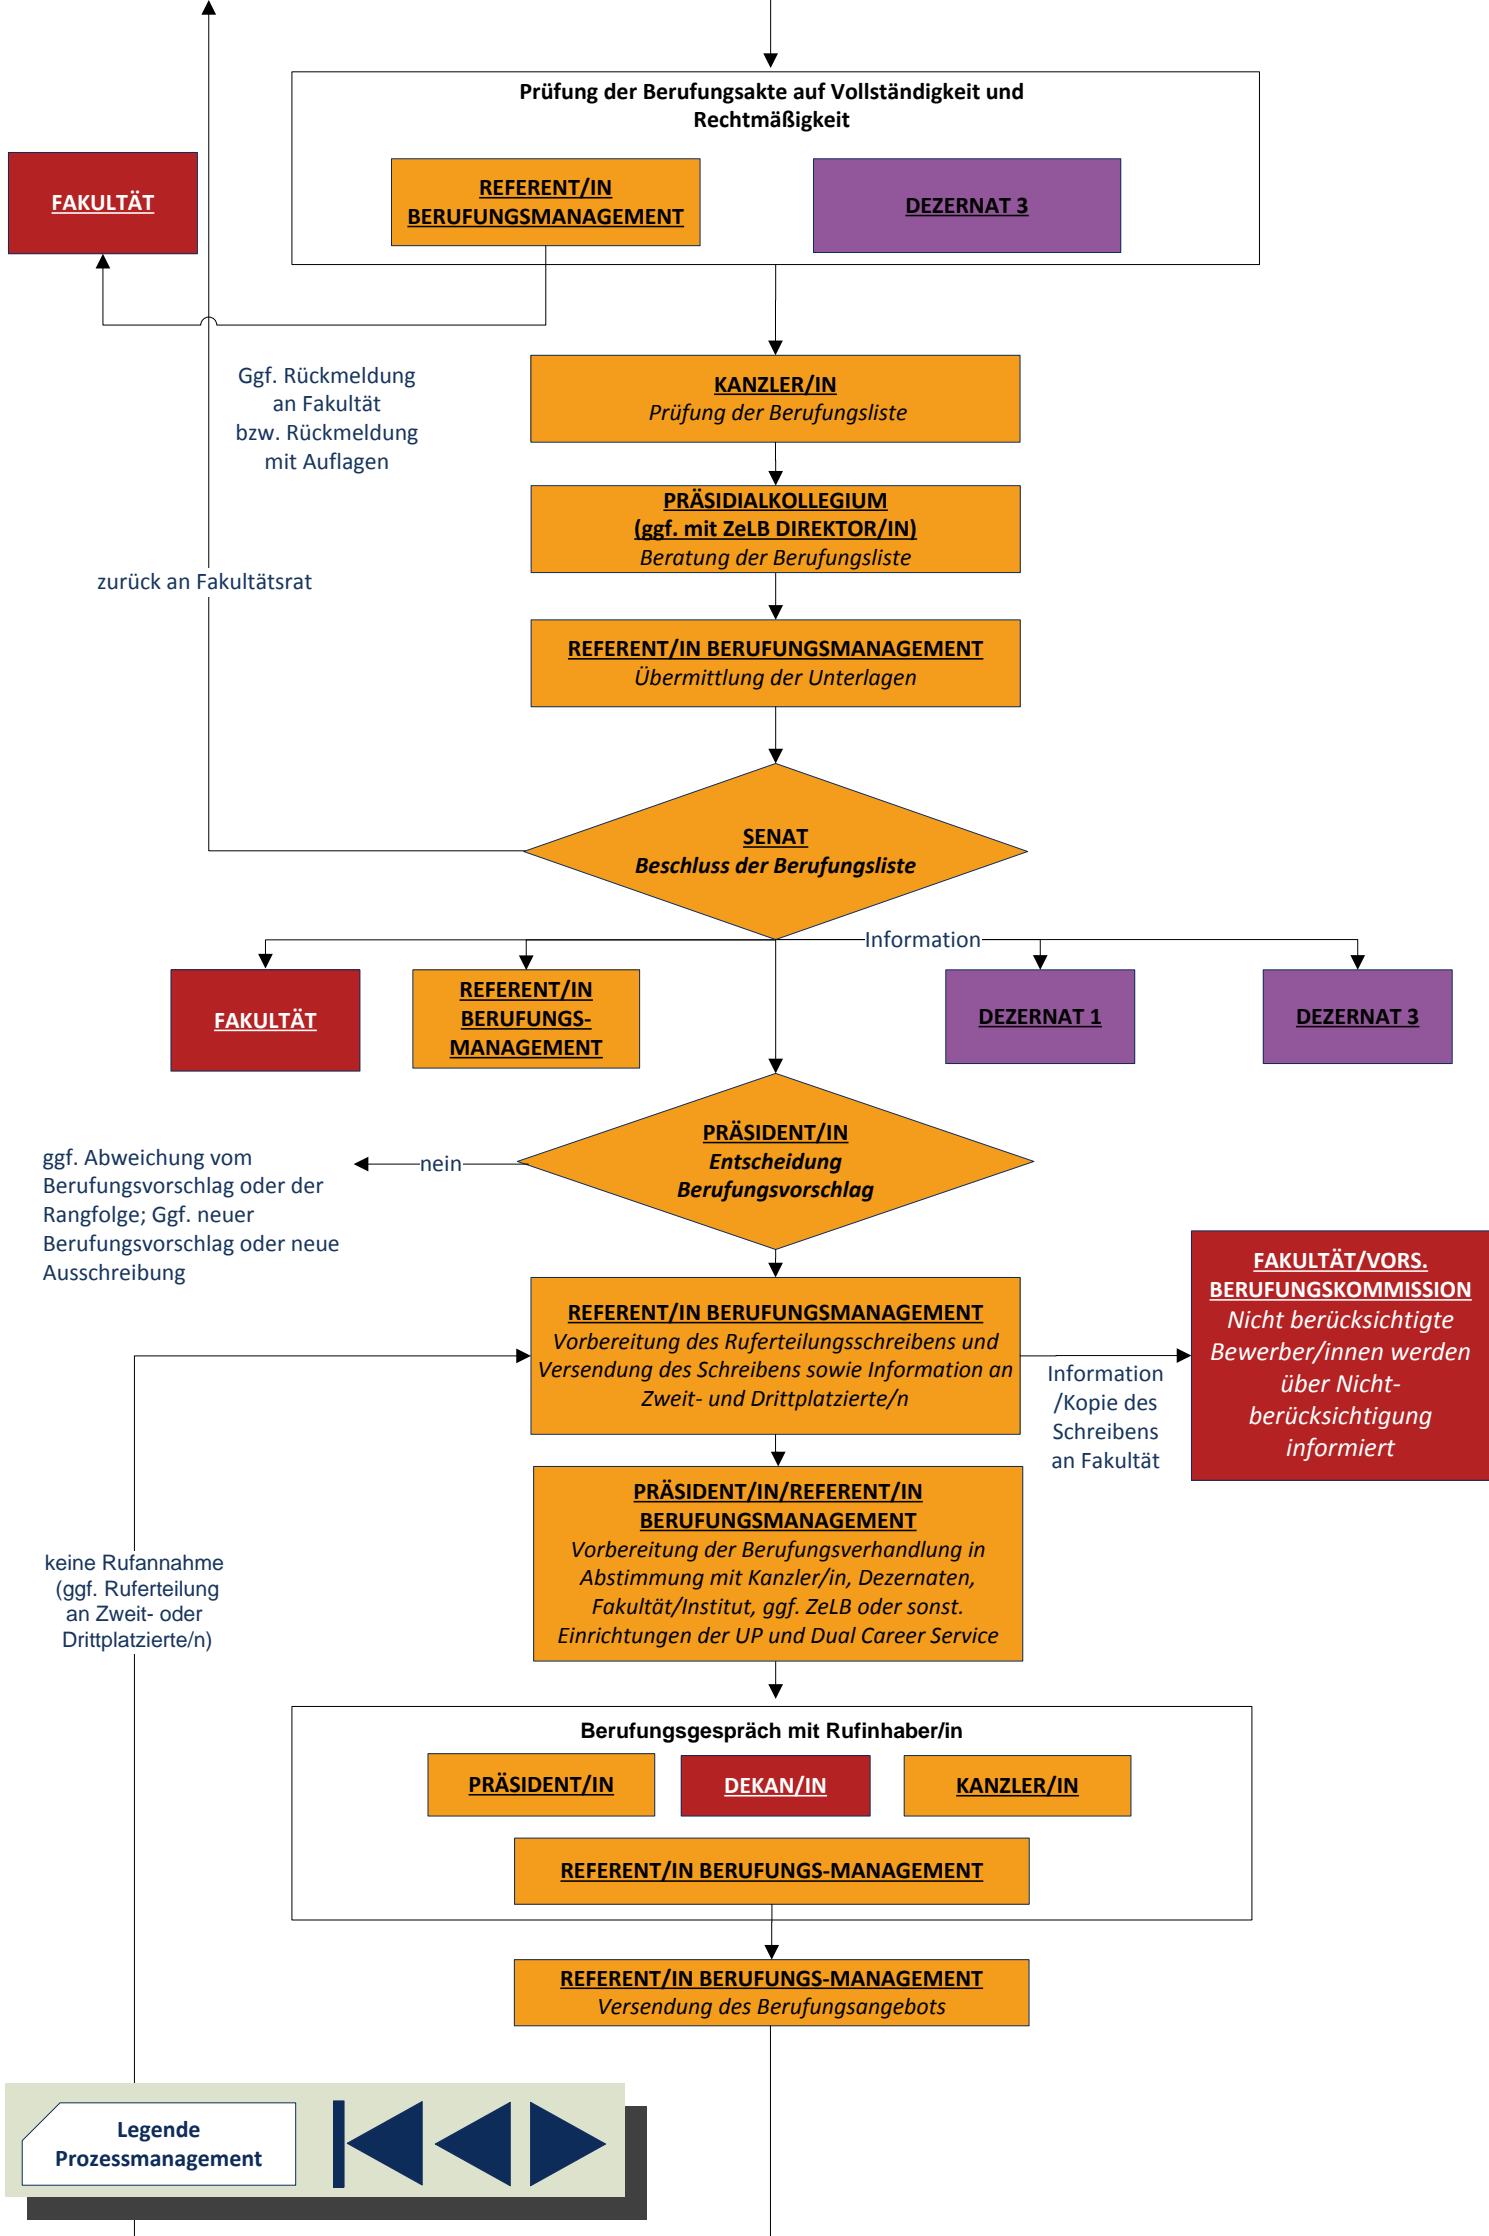 Prüfung der Berufungsakte auf Vollständigkeit und
Rechtmäßigkeit
FAKULTÄT
REFERENT/IN
BERUFUNGSMANAGEMENT
DEZERNAT 3
Ggf. Rückmeldung
an Fakultät
bzw. Rückmeldung
mit Auflagen
KANZLER/IN
Prüfung der Berufungsliste
PRÄSIDIALKOLLEGIUM
(ggf. mit ZeLB DIREKTOR/IN)
Beratung der Berufungsliste
zurück an Fakultätsrat
REFERENT/IN BERUFUNGSMANAGEMENT
Übermittlung der Unterlagen
SENAT
Beschluss der Berufungsliste
Information
FAKULTÄT
REFERENT/IN
BERUFUNGS-
MANAGEMENT
DEZERNAT 1
DEZERNAT 3
PRÄSIDENT/IN
Entscheidung
Berufungsvorschlag
nein
ggf. Abweichung vom
Berufungsvorschlag oder der
Rangfolge; Ggf. neuer
Berufungsvorschlag oder neue
Ausschreibung
REFERENT/IN BERUFUNGSMANAGEMENT
Vorbereitung des Ruferteilungsschreibens und
Versendung des Schreibens sowie Information an
Zweit- und Drittplatzierte/n
Information
/Kopie des
Schreibens
an Fakultät
FAKULTÄT/VORS.
BERUFUNGSKOMMISSION
Nicht berücksichtigte
Bewerber/innen werden
über Nicht-
berücksichtigung
informiert
PRÄSIDENT/IN/REFERENT/IN
BERUFUNGSMANAGEMENT
Vorbereitung der Berufungsverhandlung in
Abstimmung mit Kanzler/in, Dezernaten,
Fakultät/Institut, ggf. ZeLB oder sonst.
Einrichtungen der UP und Dual Career Service
keine Rufannahme
(ggf. Ruferteilung
an Zweit- oder
Drittplatzierte/n)
Berufungsgespräch mit Rufinhaber/in
PRÄSIDENT/IN
DEKAN/IN
KANZLER/IN
REFERENT/IN BERUFUNGS-MANAGEMENT
REFERENT/IN BERUFUNGS-MANAGEMENT
Versendung des Berufungsangebots
Legende
Prozessmanagement